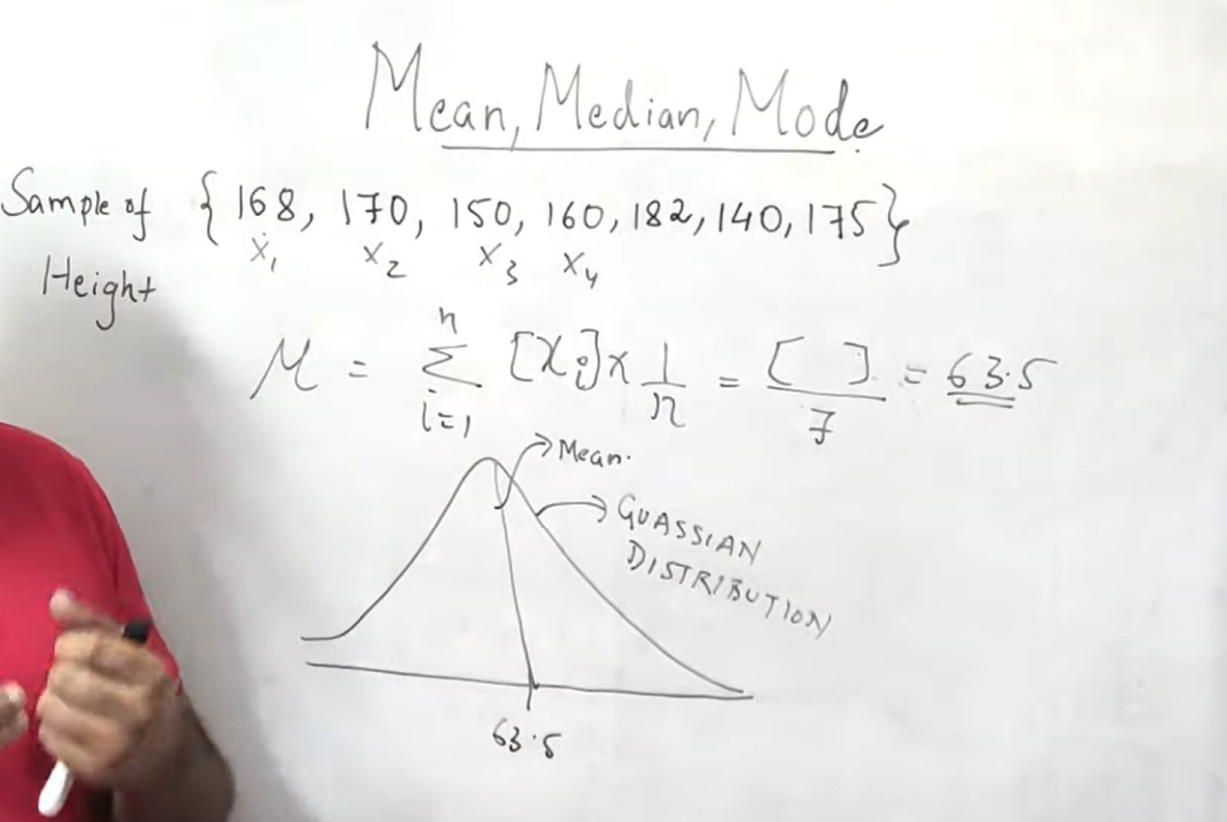 Mean, Median, Mode
Sample of { 168, 170, 150, 160, 182, 140, 175}
x₁ x₂ x₃ x₄
Height
M = n Σ i=1 [xi] x 1/n = [ ]/7 = 63.5
Mean.
GUASSIAN
DISTRIBUTION
63.5